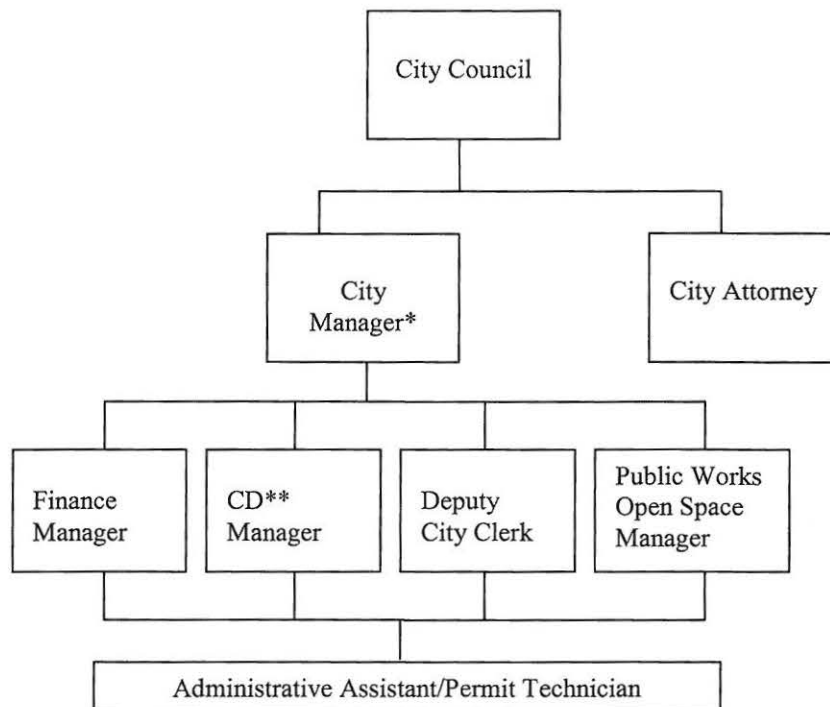 City Council
City
Manager*
City Attorney
Finance
Manager
CD**
Manager
Deputy
City Clerk
Public Works
Open Space
Manager
Administrative Assistant/Permit Technician